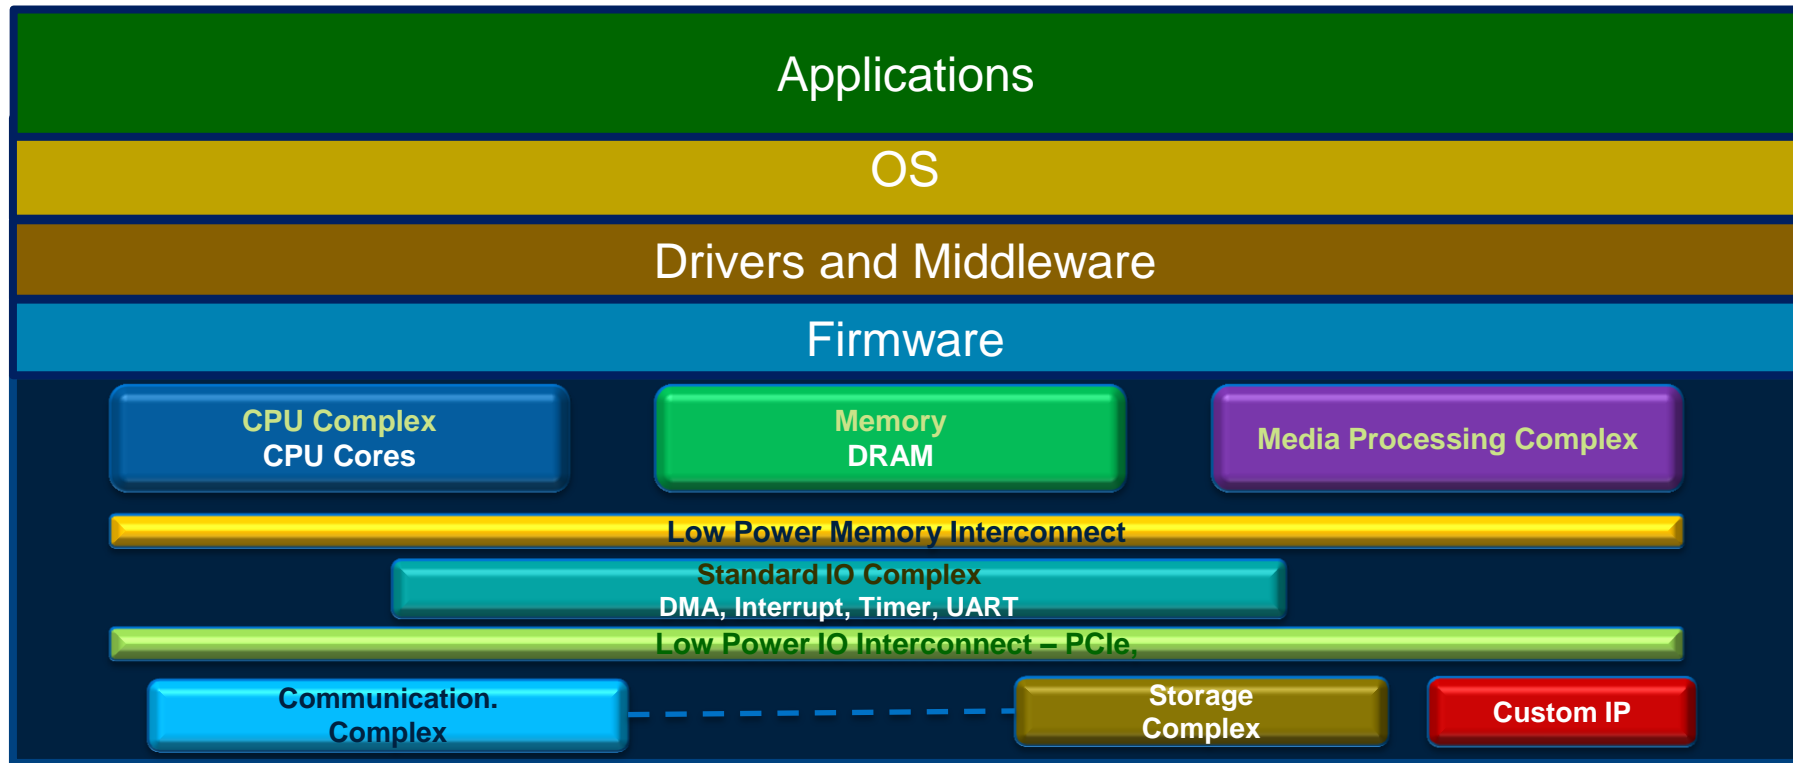 Applications
OS
Drivers and Middleware
Firmware
CPU Complex
CPU Cores
Memory
DRAM
Media Processing Complex
Low Power Memory Interconnect
Standard IO Complex
DMA, Interrupt, Timer, UART
Low Power IO Interconnect – PCIe,
Communication.
Complex
Storage
Complex
Custom IP